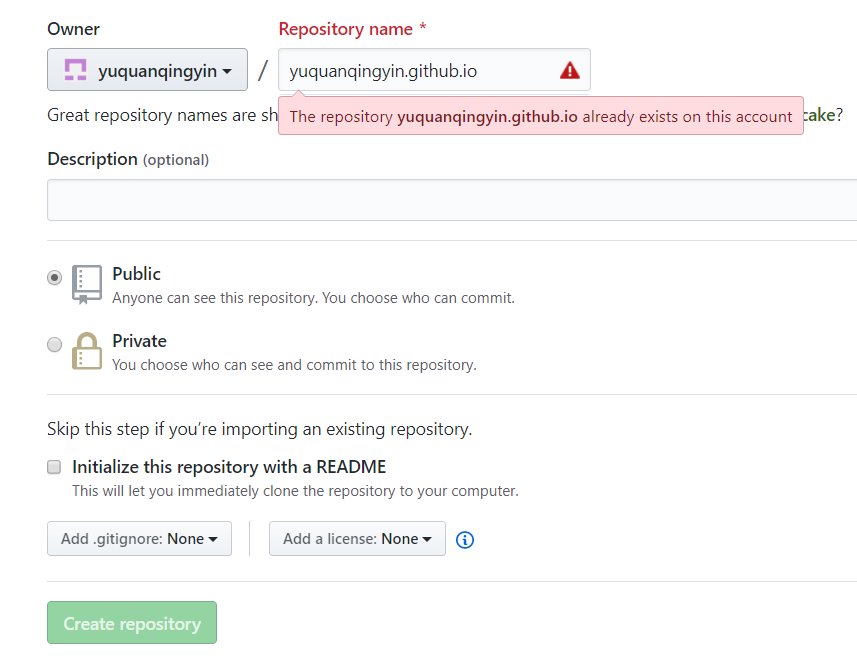 Owner
Repository name *
yuquanqingyin / yuquanqingyin.github.io
Great repository names are sh cake?
The repository yuquanqingyin.github.io already exists on this account
Description (optional)
Public
Anyone can see this repository. You choose who can commit.
Private
You choose who can see and commit to this repository.
Skip this step if you’re importing an existing repository.
Initialize this repository with a README
This will let you immediately clone the repository to your computer.
Add .gitignore: None
Add a license: None
Create repository